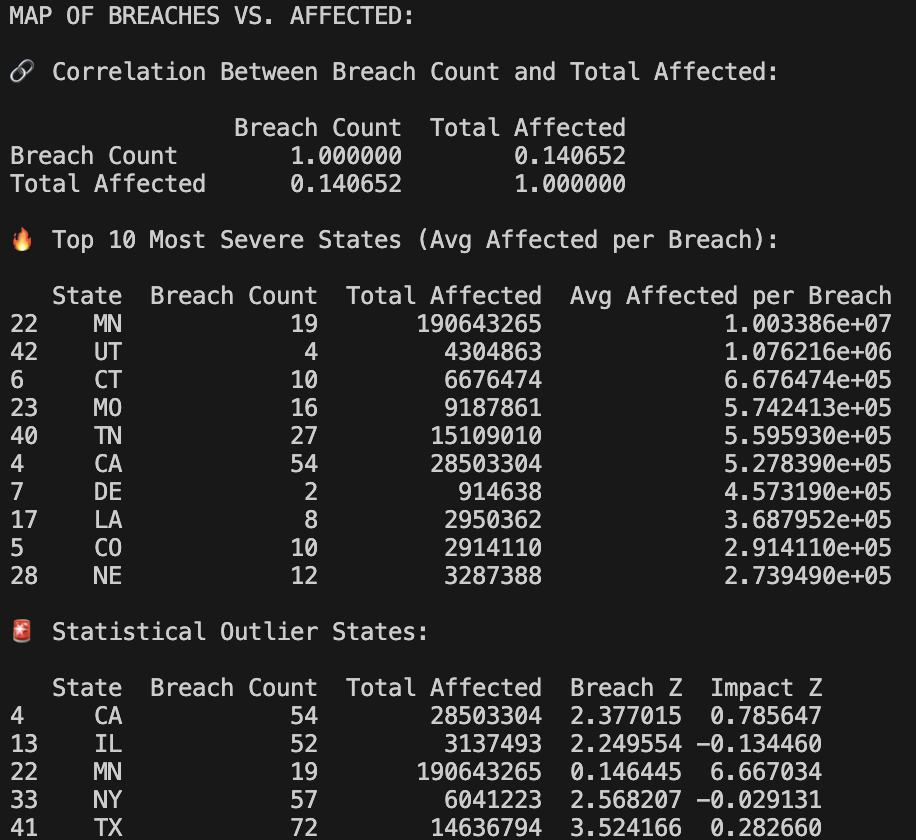 MAP OF BREACHES VS. AFFECTED:
🔗 Correlation Between Breach Count and Total Affected:
Breach Count Total Affected
Breach Count 1.000000 0.140652
Total Affected 0.140652 1.000000
🔥 Top 10 Most Severe States (Avg Affected per Breach):
State Breach Count Total Affected Avg Affected per Breach
22 MN 19 190643265 1.003386e+07
42 UT 4 4304863 1.076216e+06
6 CT 10 6676474 6.676474e+05
23 MO 16 9187861 5.742413e+05
40 TN 27 15109010 5.595930e+05
4 CA 54 28503304 5.278390e+05
7 DE 2 914638 4.573190e+05
17 LA 8 2950362 3.687952e+05
5 CO 10 2914110 2.914110e+05
28 NE 12 3287388 2.739490e+05
🚨 Statistical Outlier States:
State Breach Count Total Affected Breach Z Impact Z
4 CA 54 28503304 2.377015 0.785647
13 IL 52 3137493 2.249554 -0.134460
22 MN 19 190643265 0.146445 6.667034
33 NY 57 6041223 2.568207 -0.029131
41 TX 72 14636794 3.524166 0.282660